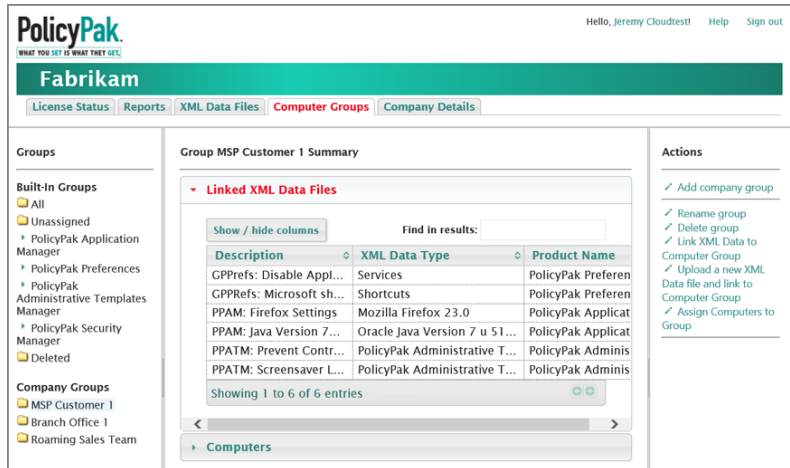 PolicyPak.
WHAT YOU SET IS WHAT THEY GET.
Hello, Jeremy Cloudtest! Help Sign out
Fabrikam
License Status Reports XML Data Files Computer Groups Company Details
Groups
Built-In Groups
All
Unassigned
PolicyPak Application
Manager
PolicyPak Preferences
PolicyPak
Administrative Templates
Manager
PolicyPak Security
Manager
Deleted
Company Groups
MSP Customer 1
Branch Office 1
Roaming Sales Team
Group MSP Customer 1 Summary
Linked XML Data Files
Show / hide columns Find in results:
Description XML Data Type Product Name
GPPrefs: Disable Appl... Services PolicyPak Preferen
GPPRefs: Microsoft sh... Shortcuts PolicyPak Preferen
PPAM: Firefox Settings Mozilla Firefox 23.0 PolicyPak Applicat
PPAM: Java Version 7... Oracle Java Version 7 u 51... PolicyPak Applicat
PPATM: Prevent Contr... PolicyPak Administrative T... PolicyPak Adminis
PPATM: Screensaver L... PolicyPak Administrative T... PolicyPak Adminis
Showing 1 to 6 of 6 entries
Computers
Actions
Add company group
Rename group
Delete group
Link XML Data to
Computer Group
Upload a new XML
Data file and link to
Computer Group
Assign Computers to
Group